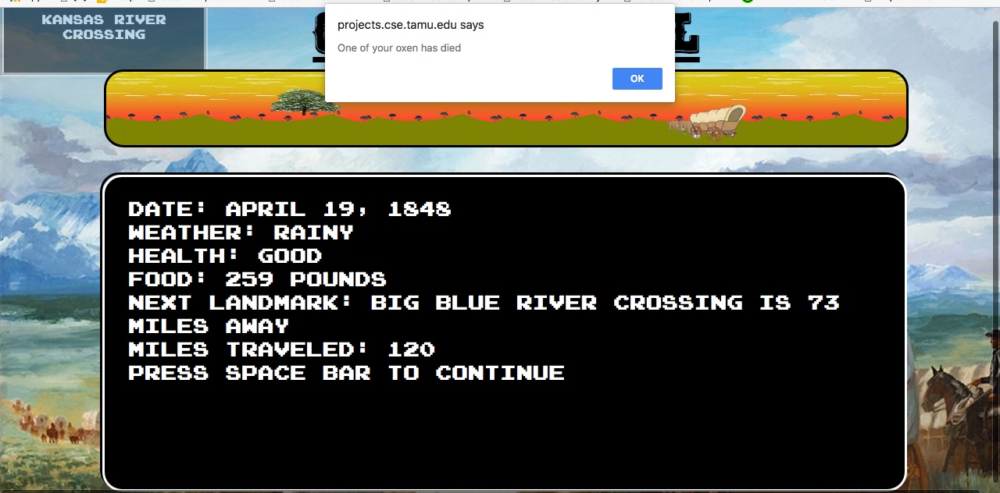 KANSAS RIVER
CROSSING
projects.cse.tamu.edu says
One of your oxen has died
OK
DATE: APRIL 19, 1848
WEATHER: RAINY
HEALTH: GOOD
FOOD: 259 POUNDS
NEXT LANDMARK: BIG BLUE RIVER CROSSING IS 73
MILES AWAY
MILES TRAVELED: 120
PRESS SPACE BAR TO CONTINUE